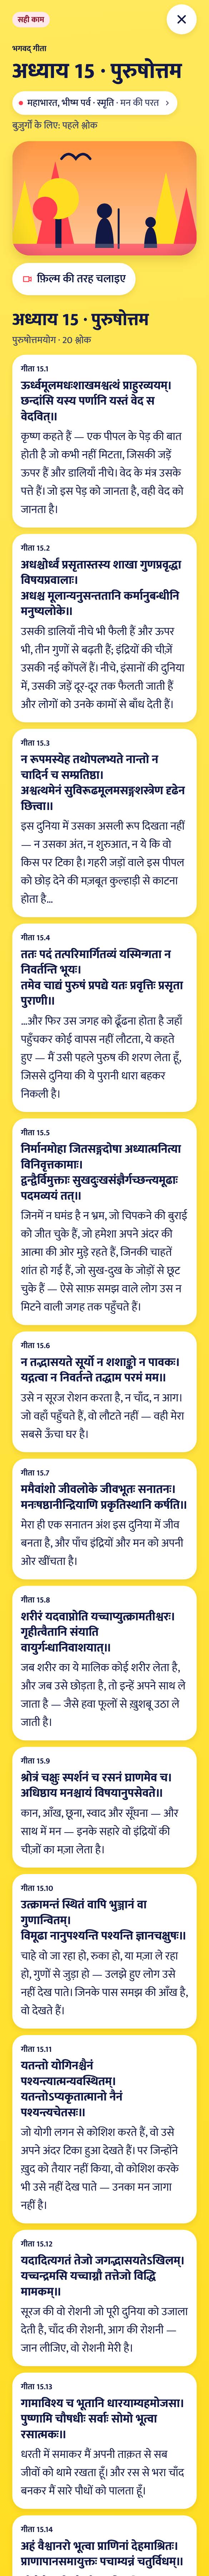 सही काम
×
भगवद् गीता
अध्याय 15 · पुरुषोत्तम
महाभारत, भीष्म पर्व · स्मृति · मन की परत ›
बुज़ुर्गों के लिए: पहले श्लोक
फ़िल्म की तरह चलाइए
अध्याय 15 · पुरुषोत्तम
पुरुषोत्तमयोग · 20 श्लोक
गीता 15.1
ऊर्ध्वमूलमधःशाखमश्वत्थं प्राहुरव्ययम्।
छन्दांसि यस्य पर्णानि यस्तं वेद स
वेदवित्॥
कृष्ण कहते हैं — एक पीपल के पेड़ की बात
होती है जो कभी नहीं मिटता, जिसकी जड़ें
ऊपर हैं और डालियाँ नीचे। वेद के मंत्र उसके
पत्ते हैं। जो इस पेड़ को जानता है, वही वेद को
जानता है।
गीता 15.2
अधश्चोर्ध्वं प्रसृतास्तस्य शाखा गुणप्रवृद्धा
विषयप्रवालाः।
अधश्च मूलान्यनुसन्ततानि कर्मानुबन्धीनि
मनुष्यलोके॥
उसकी डालियाँ नीचे भी फैली हैं और ऊपर
भी, तीन गुणों से बढ़ती हैं; इंद्रियों की चीज़ें
उसकी नई कोंपलें हैं। नीचे, इंसानों की दुनिया
में, उसकी जड़ें दूर-दूर तक फैलती जाती हैं
और लोगों को उनके कामों से बाँध देती हैं।
गीता 15.3
न रूपमस्येह तथोपलभ्यते नान्तो न
चादिर्न च सम्प्रतिष्ठा।
अश्वत्थमेनं सुविरूढमूलमसङ्गशस्त्रेण दृढेन
छित्त्वा॥
इस दुनिया में उसका असली रूप दिखता नहीं
— न उसका अंत, न शुरुआत, न ये कि वो
किस पर टिका है। गहरी जड़ों वाले इस पीपल
को छोड़ देने की मज़बूत कुल्हाड़ी से काटना
होता है...
गीता 15.4
ततः पदं तत्परिमार्गितव्यं यस्मिन्गता न
निवर्तन्ति भूयः।
तमेव चाद्यं पुरुषं प्रपद्ये यतः प्रवृत्तिः प्रसृता
पुराणी॥
...और फिर उस जगह को ढूँढना होता है जहाँ
पहुँचकर कोई वापस नहीं लौटता, ये कहते
हुए — मैं उसी पहले पुरुष की शरण लेता हूँ,
जिससे दुनिया की ये पुरानी धारा बहकर
निकली है।
गीता 15.5
निर्मानमोहा जितसङ्गदोषा अध्यात्मनित्या
विनिवृत्तकामाः।
द्वन्द्वैर्विमुक्ताः सुखदुःखसंज्ञैर्गच्छन्त्यमूढाः
पदमव्ययं तत्॥
जिनमें न घमंड है न भ्रम, जो चिपकने की बुराई
को जीत चुके हैं, जो हमेशा अपने अंदर की
आत्मा की ओर मुड़े रहते हैं, जिनकी चाहतें
शांत हो गई हैं, जो सुख-दुख के जोड़ों से छूट
चुके हैं — ऐसे साफ़ समझ वाले लोग उस न
मिटने वाली जगह तक पहुँचते हैं।
गीता 15.6
न तद्भासयते सूर्यो न शशाङ्को न पावकः।
यद्गत्वा न निवर्तन्ते तद्धाम परमं मम॥
उसे न सूरज रोशन करता है, न चाँद, न आग।
जो वहाँ पहुँचते हैं, वो लौटते नहीं — वही मेरा
सबसे ऊँचा घर है।
गीता 15.7
ममैवांशो जीवलोके जीवभूतः सनातनः।
मनःषष्ठानीन्द्रियाणि प्रकृतिस्थानि कर्षति॥
मेरा ही एक सनातन अंश इस दुनिया में जीव
बनता है, और पाँच इंद्रियों और मन को अपनी
ओर खींचता है।
गीता 15.8
शरीरं यदवाप्नोति यच्चाप्युत्क्रामतीश्वरः।
गृहीत्वैतानि संयाति
वायुर्गन्धानिवाशयात्॥
जब शरीर का ये मालिक कोई शरीर लेता है,
और जब उसे छोड़ता है, तो इन्हें अपने साथ ले
जाता है — जैसे हवा फूलों से ख़ुशबू उठा ले
जाती है।
गीता 15.9
श्रोत्रं चक्षुः स्पर्शनं च रसनं घ्राणमेव च।
अधिष्ठाय मनश्चायं विषयानुपसेवते॥
कान, आँख, छूना, स्वाद और सूँघना — और
साथ में मन — इनके सहारे वो इंद्रियों की
चीज़ों का मज़ा लेता है।
गीता 15.10
उत्क्रामन्तं स्थितं वापि भुञ्जानं वा
गुणान्वितम्।
विमूढा नानुपश्यन्ति पश्यन्ति ज्ञानचक्षुषः॥
चाहे वो जा रहा हो, रुका हो, या मज़ा ले रहा
हो, गुणों से जुड़ा हो — उलझे हुए लोग उसे
नहीं देख पाते। जिनके पास समझ की आँख है,
वो देखते हैं।
गीता 15.11
यतन्तो योगिनश्चैनं
पश्यन्त्यात्मन्यवस्थितम्।
यतन्तोऽप्यकृतात्मानो नैनं
पश्यन्त्यचेतसः॥
जो योगी लगन से कोशिश करते हैं, वो उसे
अपने अंदर टिका हुआ देखते हैं। पर जिन्होंने
ख़ुद को तैयार नहीं किया, वो कोशिश करके
भी उसे नहीं देख पाते — उनका मन जागा
नहीं है।
गीता 15.12
यदादित्यगतं तेजो जगद्भासयतेऽखिलम्।
यच्चन्द्रमसि यच्चाग्नौ तत्तेजो विद्धि
मामकम्॥
सूरज की वो रोशनी जो पूरी दुनिया को उजाला
देती है, चाँद की रोशनी, आग की रोशनी —
जान लीजिए, वो रोशनी मेरी है।
गीता 15.13
गामाविश्य च भूतानि धारयाम्यहमोजसा।
पुष्णामि चौषधीः सर्वाः सोमो भूत्वा
रसात्मकः॥
धरती में समाकर मैं अपनी ताक़त से सब
जीवों को थामे रखता हूँ। और रस से भरा चाँद
बनकर मैं सारे पौधों को पालता हूँ।
गीता 15.14
अहं वैश्वानरो भूत्वा प्राणिनां देहमाश्रितः।
प्राणापानसमायुक्तः पचाम्यन्नं चतुर्विधम्॥